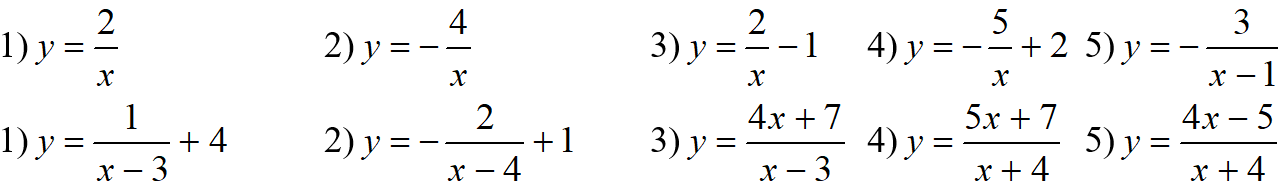 1) y = 2/x 2) y = -4/x 3) y = 2/x - 1 4) y = -5/x + 2 5) y = -3/(x - 1)
1) y = 1/(x - 3) + 4 2) y = -2/(x - 4) + 1 3) y = (4x + 7)/(x - 3) 4) y = (5x + 7)/(x + 4) 5) y = (4x - 5)/(x + 4)